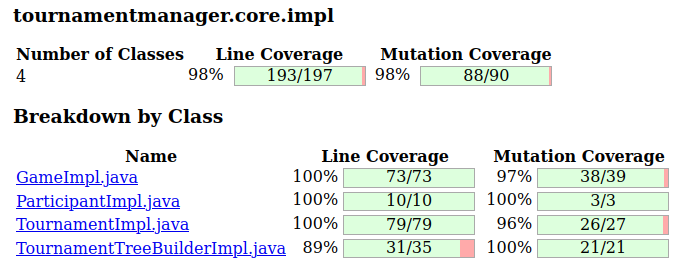 tournamentmanager.core.impl
Number of Classes Line Coverage Mutation Coverage
4 98% 193/197 98% 88/90
Breakdown by Class
Name Line Coverage Mutation Coverage
GameImpl.java 100% 73/73 97% 38/39
ParticipantImpl.java 100% 10/10 100% 3/3
TournamentImpl.java 100% 79/79 96% 26/27
TournamentTreeBuilderImpl.java 89% 31/35 100% 21/21